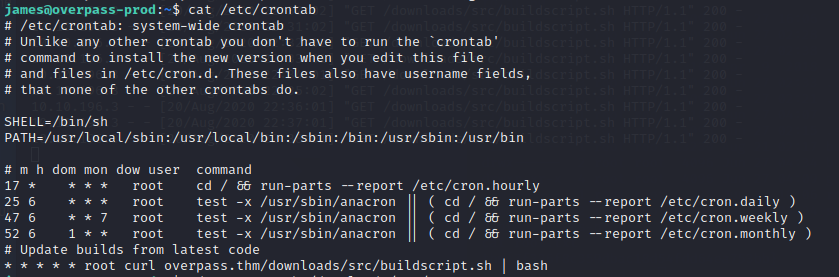 james@overpass-prod:~$ cat /etc/crontab
# /etc/crontab: system-wide crontab
# Unlike any other crontab you don't have to run the `crontab'
# command to install the new version when you edit this file
# and files in /etc/cron.d. These files also have username fields,
# that none of the other crontabs do.
SHELL=/bin/sh
PATH=/usr/local/sbin:/usr/local/bin:/sbin:/bin:/usr/sbin:/usr/bin
# m h dom mon dow user  command
17 *    * * *   root    cd / && run-parts --report /etc/cron.hourly
25 6    * * *   root    test -x /usr/sbin/anacron || ( cd / && run-parts --report /etc/cron.daily )
47 6    * * 7   root    test -x /usr/sbin/anacron || ( cd / && run-parts --report /etc/cron.weekly )
52 6    1 * *   root    test -x /usr/sbin/anacron || ( cd / && run-parts --report /etc/cron.monthly )
# Update builds from latest code
* * * * * root curl overpass.thm/downloads/src/buildscript.sh | bash